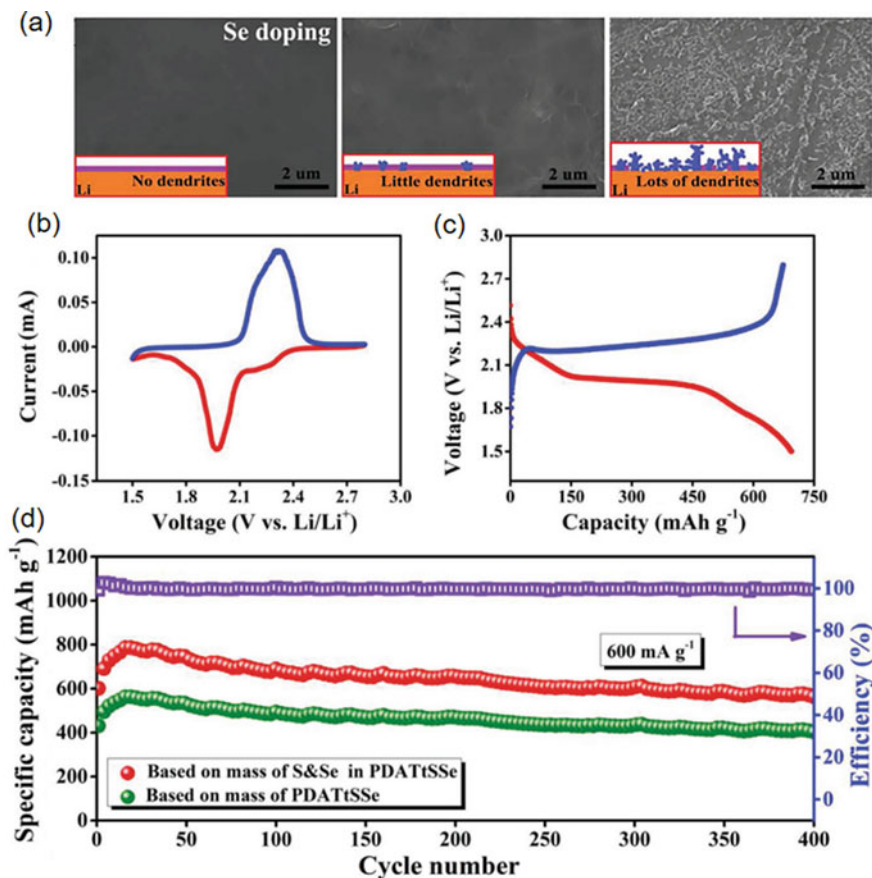 (a)
Se doping
No dendrites
Li
2 um
Little dendrites
Li
2 um
Lots of dendrites
Li
2 um
(b)
0.10
0.05
0.00
-0.05
-0.10
-0.15
Current (mA)
1.5 1.8 2.1 2.4 2.7 3.0
Voltage (V vs. Li/Li⁺)
(c)
3.0
2.6
2.2
1.8
1.5
Voltage (V vs. Li/Li⁺)
0 150 300 450 600 750
Capacity (mAh g⁻¹)
(d)
1200
1000
800
600
400
200
0
Specific capacity (mAh g⁻¹)
600 mA g⁻¹
Based on mass of S&Se in PDATtSSe
Based on mass of PDATtSSe
100
80
60
40
20
0
Efficiency (%)
0 50 100 150 200 250 300 350 400
Cycle number